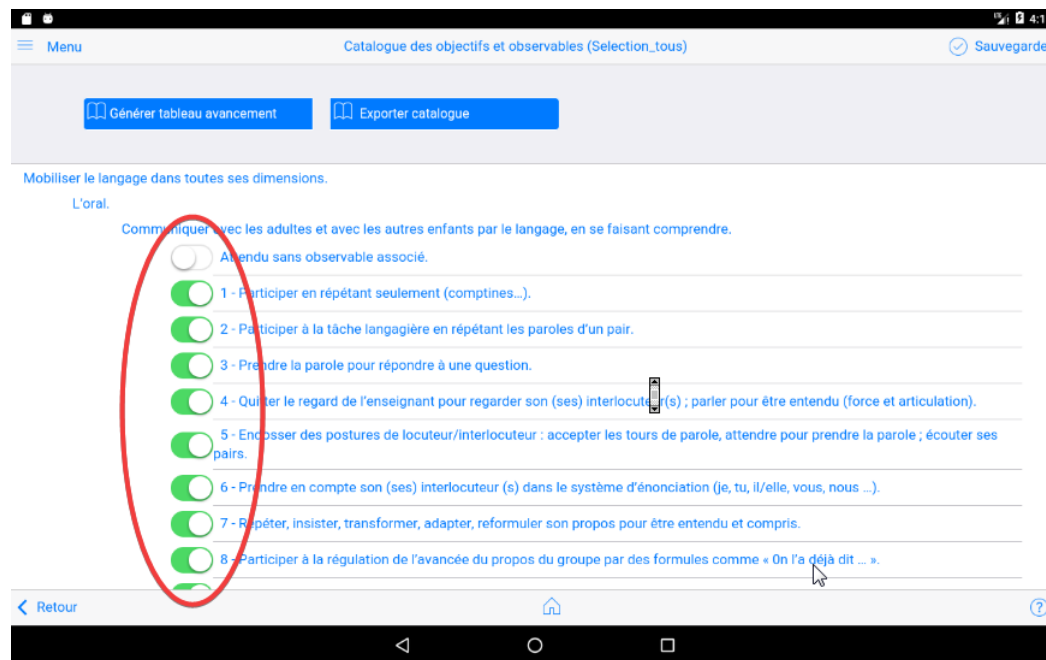 4:1
Menu
Catalogue des objectifs et observables (Selection_tous)
Sauvegarde
Générer tableau avancement
Exporter catalogue
Mobiliser le langage dans toutes ses dimensions.
L'oral.
Communiquer avec les adultes et avec les autres enfants par le langage, en se faisant comprendre.
Attendu sans observable associé.
1 - Participer en répétant seulement (comptines...).
2 - Participer à la tâche langagière en répétant les paroles d'un pair.
3 - Prendre la parole pour répondre à une question.
4 - Quitter le regard de l'enseignant pour regarder son (ses) interlocuteur(s) ; parler pour être entendu (force et articulation).
5 - Endosser des postures de locuteur/interlocuteur : accepter les tours de parole, attendre pour prendre la parole ; écouter ses
pairs.
6 - Prendre en compte son (ses) interlocuteur (s) dans le système d'énonciation (je, tu, il/elle, vous, nous ...).
7 - Répéter, insister, transformer, adapter, reformuler son propos pour être entendu et compris.
8 - Participer à la régulation de l'avancée du propos du groupe par des formules comme « 0n l'a déjà dit ... ».
Retour
?